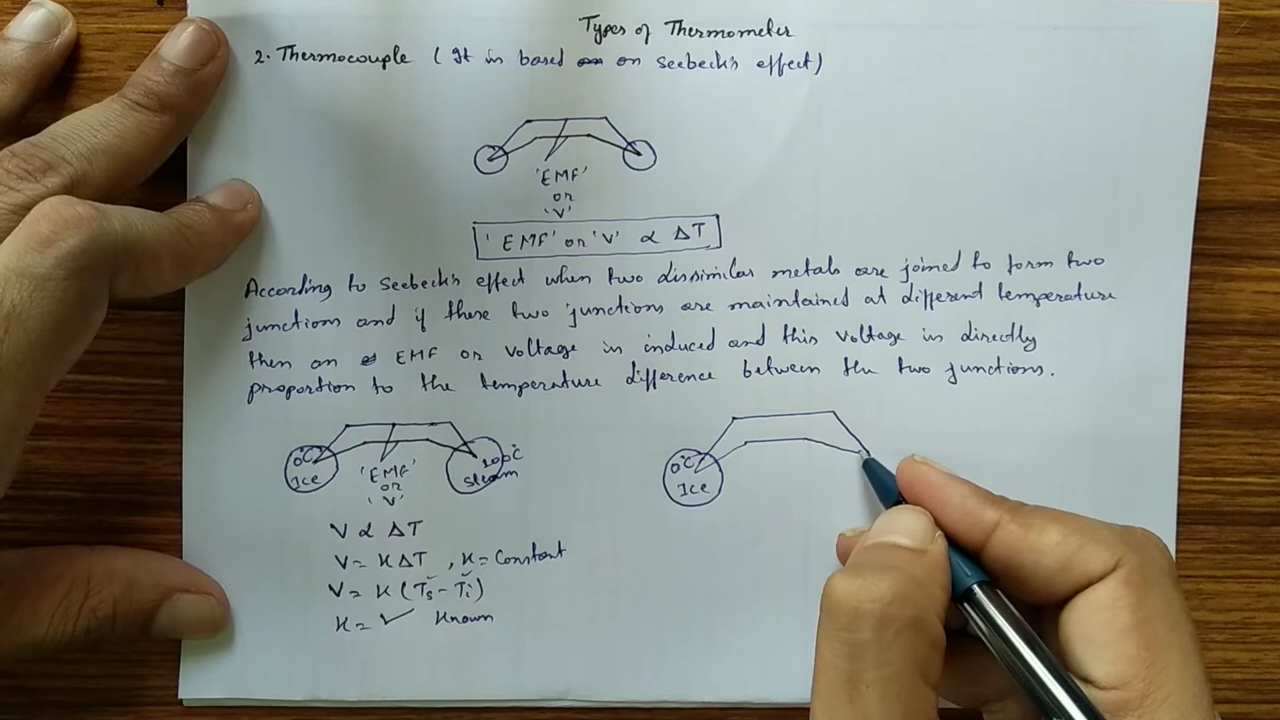 Types of Thermometer
2. Thermocouple ( It is based on on Seebeck's effect )
'EMF'
or
'V'
'EMF' or 'V' ∝ ΔT
According to Seebeck's effect when two dissimilar metals are joined to form two
junctions and if these two junctions are maintained at different temperature
then an EMF or Voltage is induced and this voltage is directly
proportion to the temperature difference between the two junctions.
0°C
Ice
'EMF'
or
'V'
100°C
steam
V ∝ ΔT
V = K ΔT , K = Constant
V = K (Ts - Ti)
K = ✓ Known
0°C
Ice